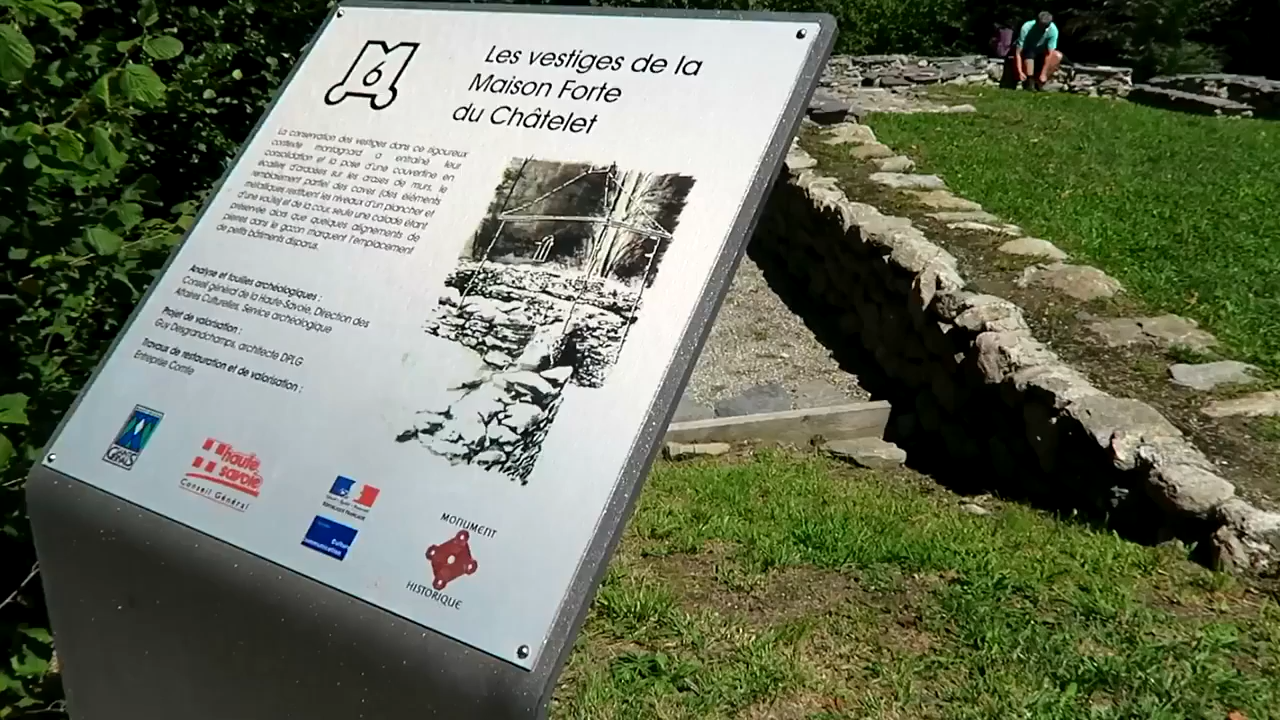 6
Les vestiges de la
Maison Forte
du Châtelet
La conservation des vestiges dans ce rigoureux
contexte montagnard a entraîné leur
consolidation et la pose d'une couvertine en
écailles d'ardoises sur les arases de murs, le
remblaiement partiel des caves (des éléments
métalliques restituent les niveaux d'un plancher et
d'une voûte) et de la cour, seule une calade étant
préservée alors que quelques alignements de
pierres dans le gazon marquent l'emplacement
de petits bâtiments disparus.
Analyse et fouilles archéologiques :
Conseil général de la Haute-Savoie, Direction des
Affaires Culturelles, Service archéologique
Projet de valorisation :
Guy Desgrandchamps, architecte DPLG
Travaux de restauration et de valorisation :
Entreprise Comte
haute
savoie
Conseil Général
RÉPUBLIQUE FRANÇAISE
MONUMENT
HISTORIQUE